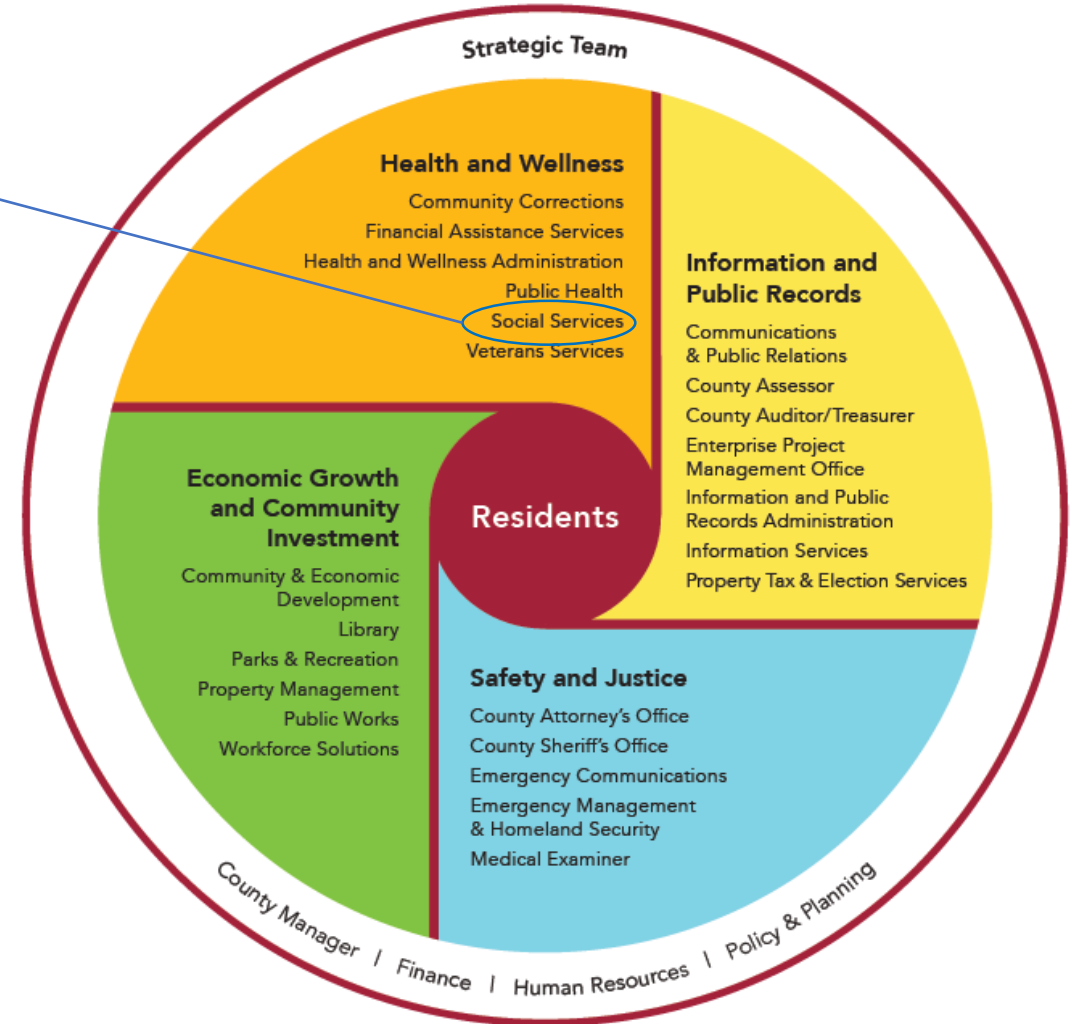 Strategic Team
Health and Wellness
Community Corrections
Financial Assistance Services
Health and Wellness Administration
Public Health
Social Services
Veterans Services
Information and
Public Records
Communications
& Public Relations
County Assessor
County Auditor/Treasurer
Enterprise Project
Management Office
Information and Public
Records Administration
Information Services
Property Tax & Election Services
Economic Growth
and Community
Investment
Community & Economic
Development
Library
Parks & Recreation
Property Management
Public Works
Workforce Solutions
Residents
Safety and Justice
County Attorney's Office
County Sheriff's Office
Emergency Communications
Emergency Management
& Homeland Security
Medical Examiner
County Manager | Finance | Human Resources | Policy & Planning